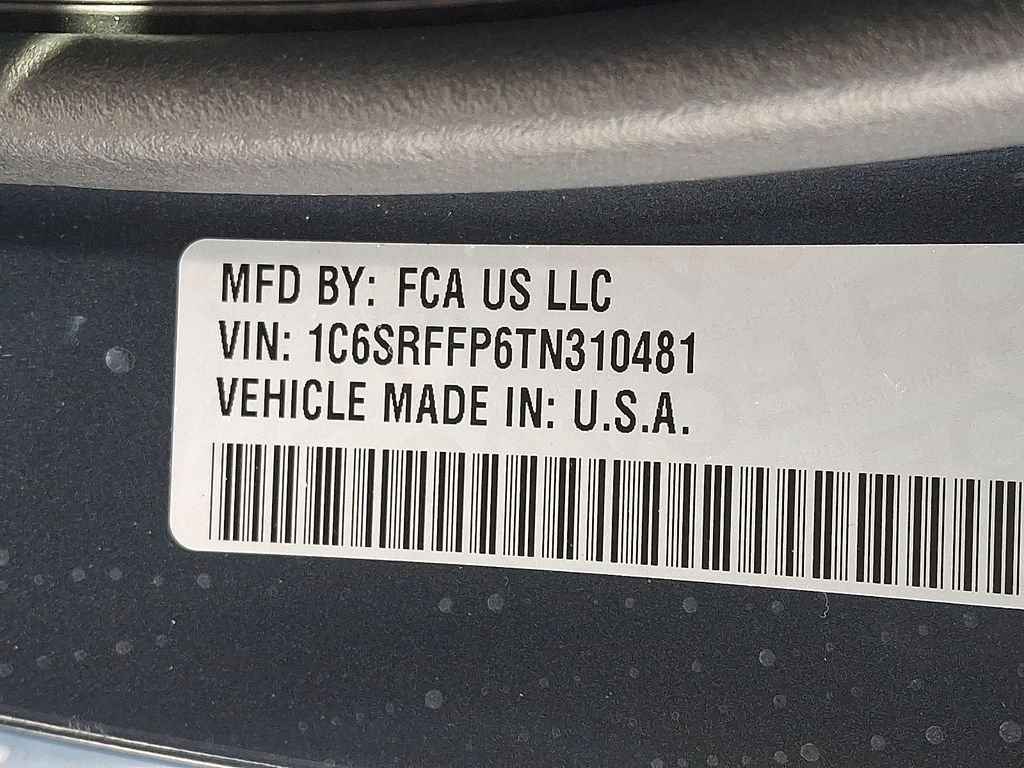 MFD BY: FCA US LLC
VIN: 1C6SRFFP6TN310481
VEHICLE MADE IN: U.S.A.